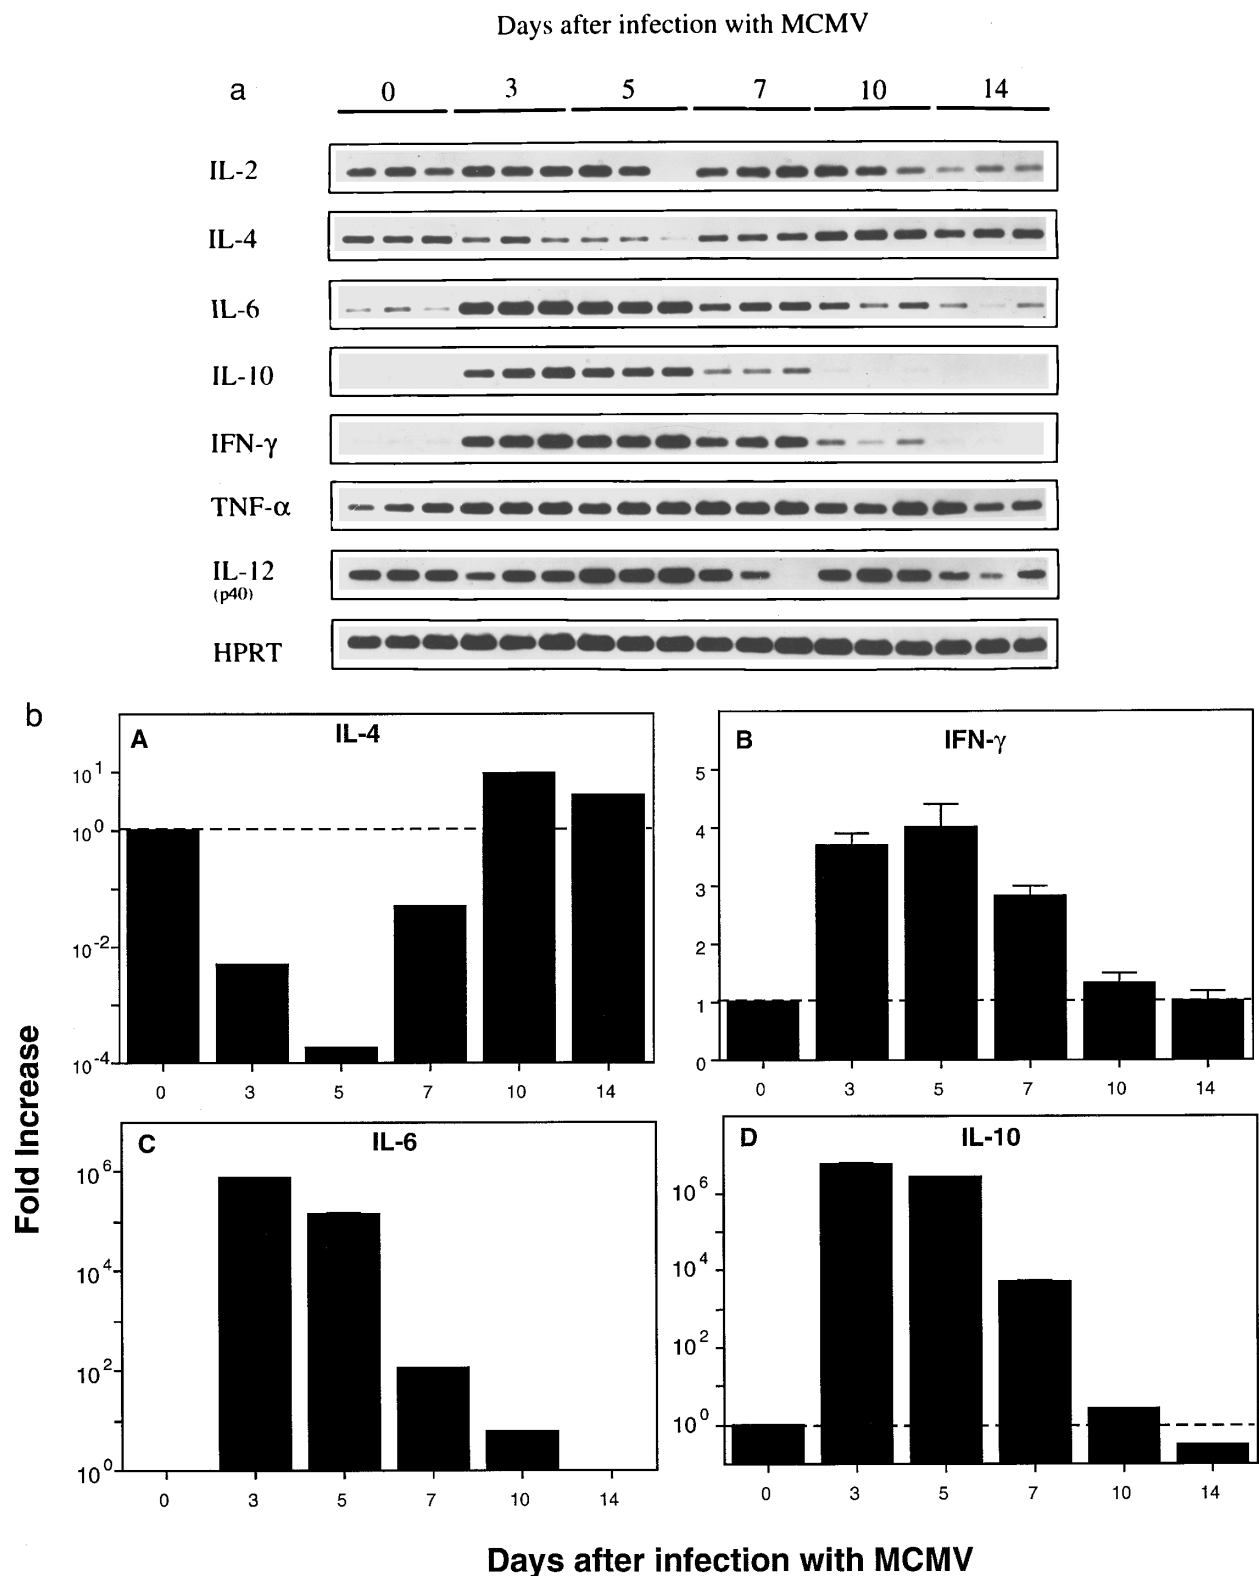 Days after infection with MCMV
a
0 3 5 7 10 14
IL-2
IL-4
IL-6
IL-10
IFN-γ
TNF-α
IL-12
(p40)
HPRT
b
A
IL-4
10^1
10^0
10^-2
10^-4
0 3 5 7 10 14
B
IFN-γ
5
4
3
2
1
0
0 3 5 7 10 14
C
IL-6
10^6
10^4
10^2
10^0
0 3 5 7 10 14
D
IL-10
10^6
10^4
10^2
10^0
0 3 5 7 10 14
Fold Increase
Days after infection with MCMV